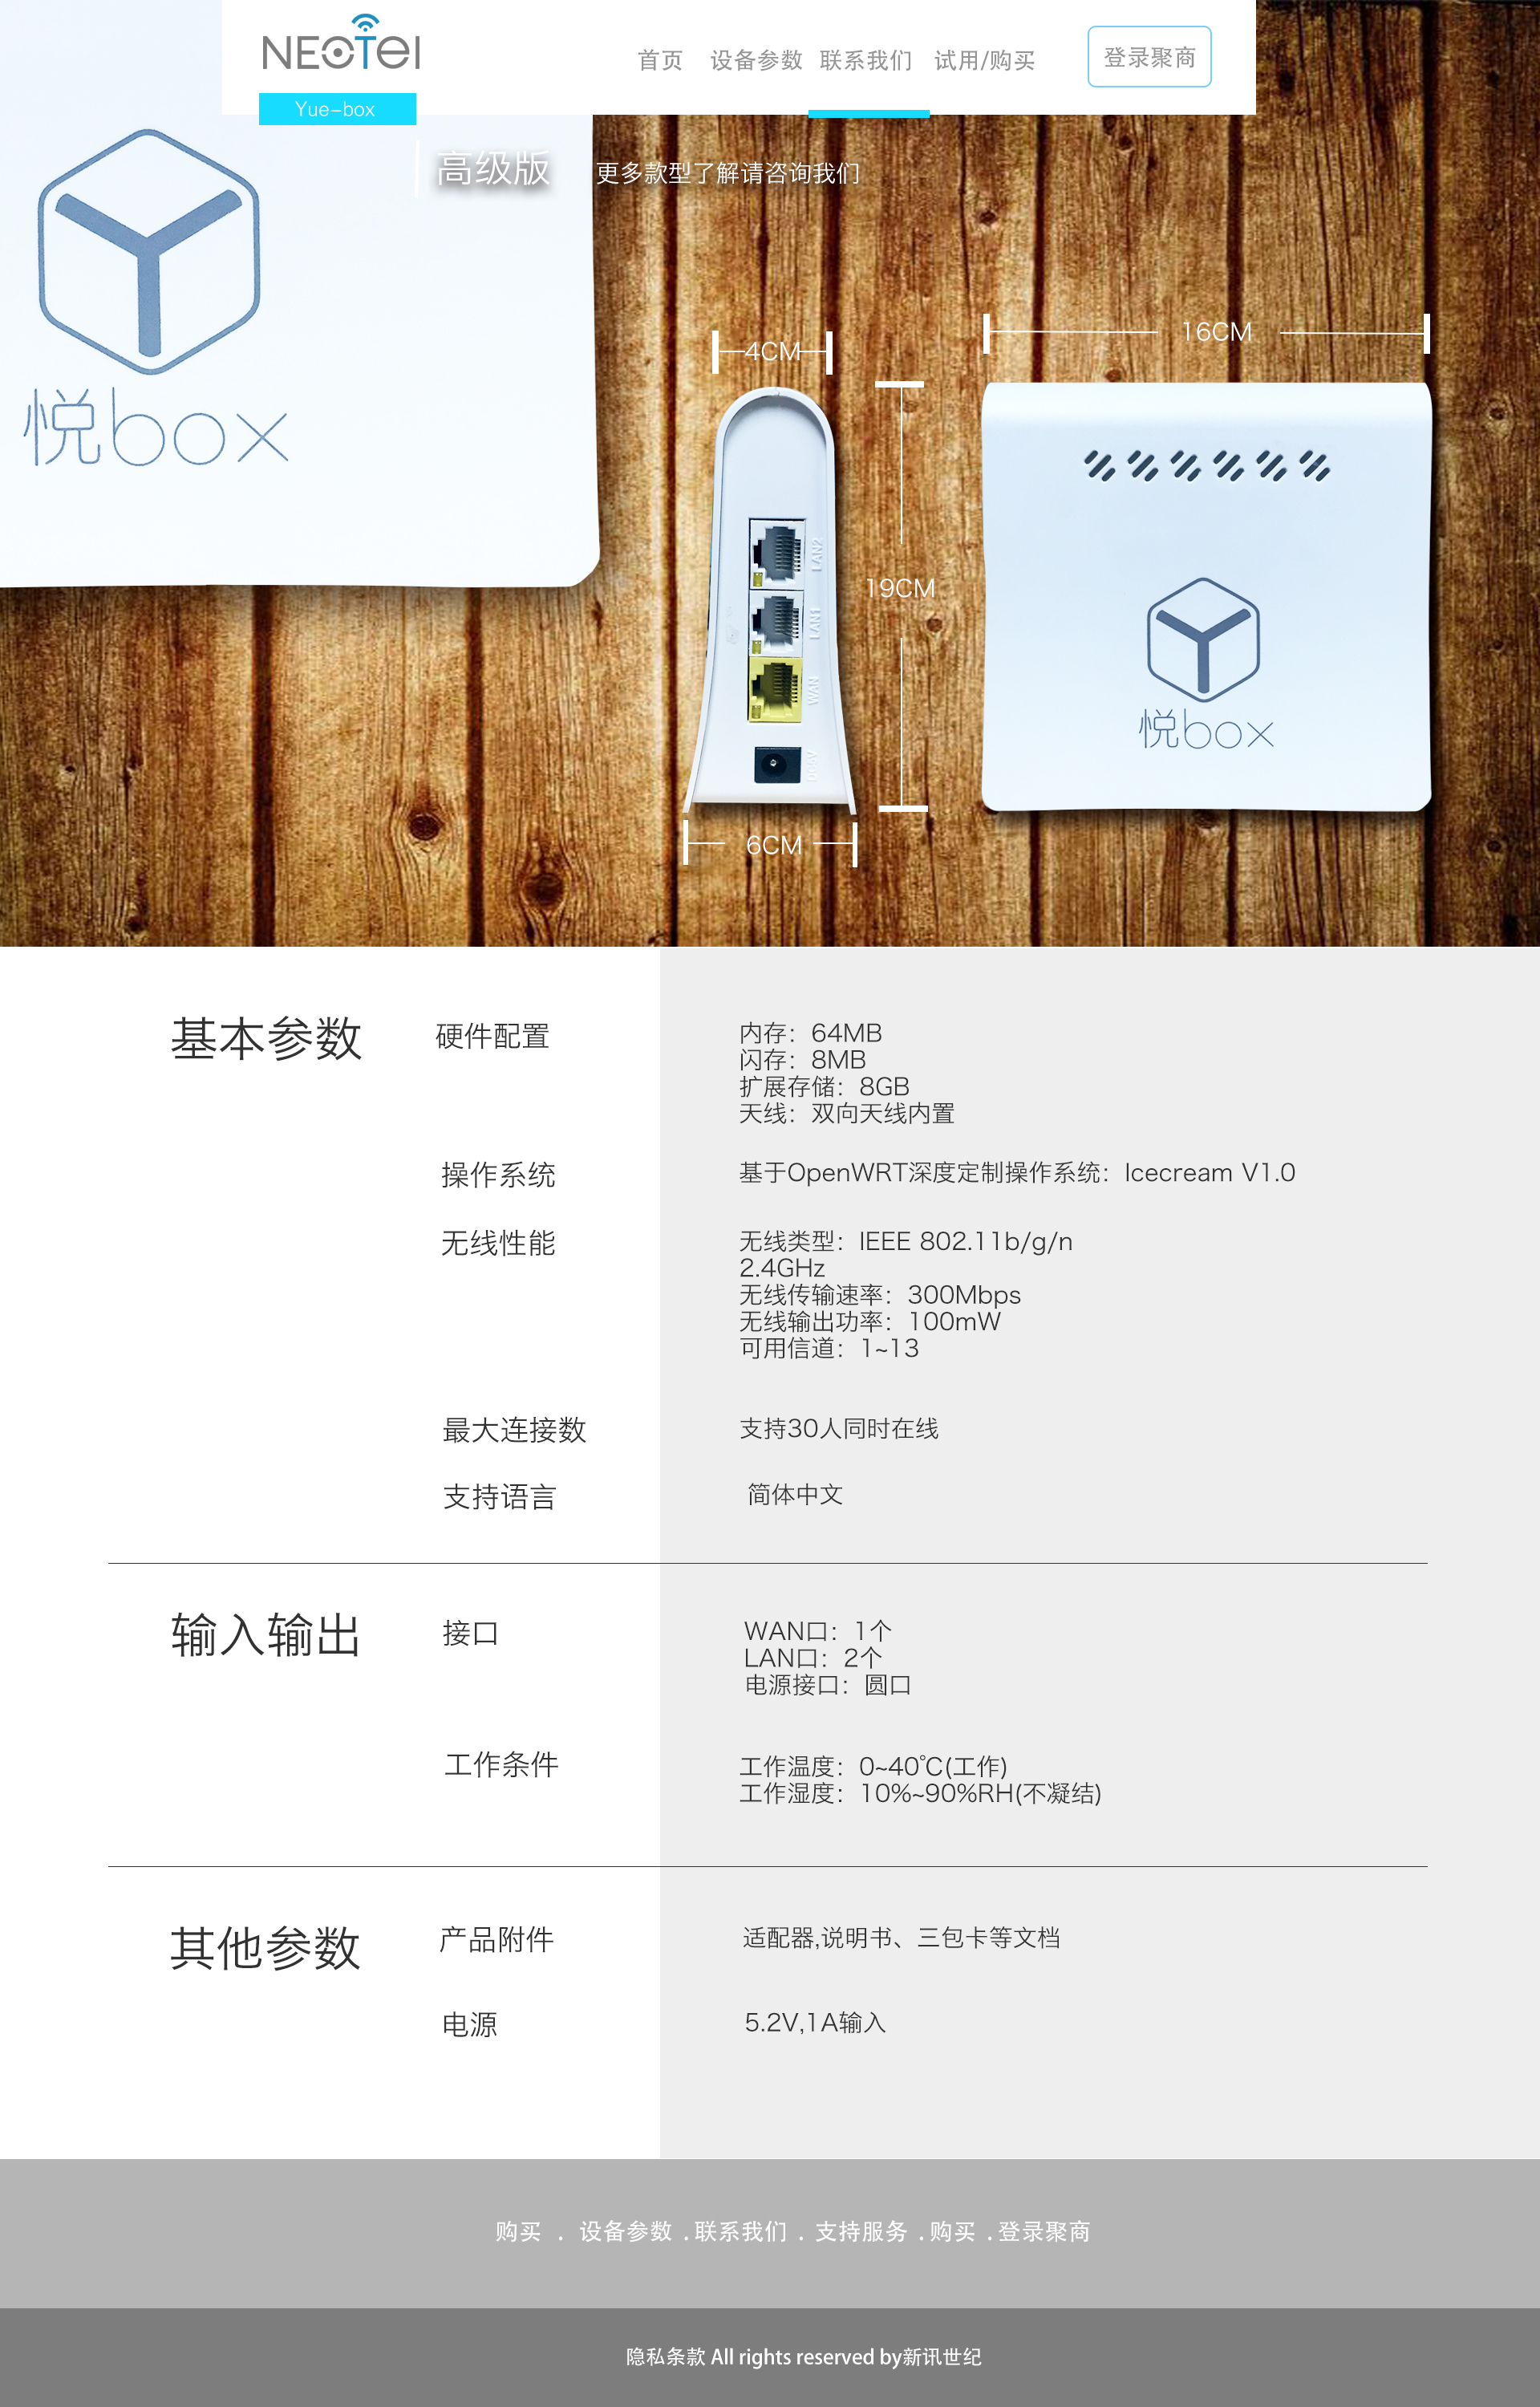 NEOTEI
首页 设备参数 联系我们 试用/购买 登录聚商
Yue-box
高级版 更多款型了解请咨询我们
悦box
4CM
16CM
19CM
LAN2
LAN1
WAN
悦box
6CM
基本参数
硬件配置
内存：64MB
闪存：8MB
扩展存储：8GB
天线：双向天线内置
操作系统
基于OpenWRT深度定制操作系统：Icecream V1.0
无线性能
无线类型：IEEE 802.11b/g/n
2.4GHz
无线传输速率：300Mbps
无线输出功率：100mW
可用信道：1~13
最大连接数
支持30人同时在线
支持语言
简体中文
输入输出
接口
WAN口：1个
LAN口：2个
电源接口：圆口
工作条件
工作温度：0~40℃(工作)
工作湿度：10%~90%RH(不凝结)
其他参数
产品附件
适配器,说明书、三包卡等文档
电源
5.2V,1A输入
购买 . 设备参数 .联系我们 . 支持服务 .购买 .登录聚商
隐私条款 All rights reserved by新讯世纪